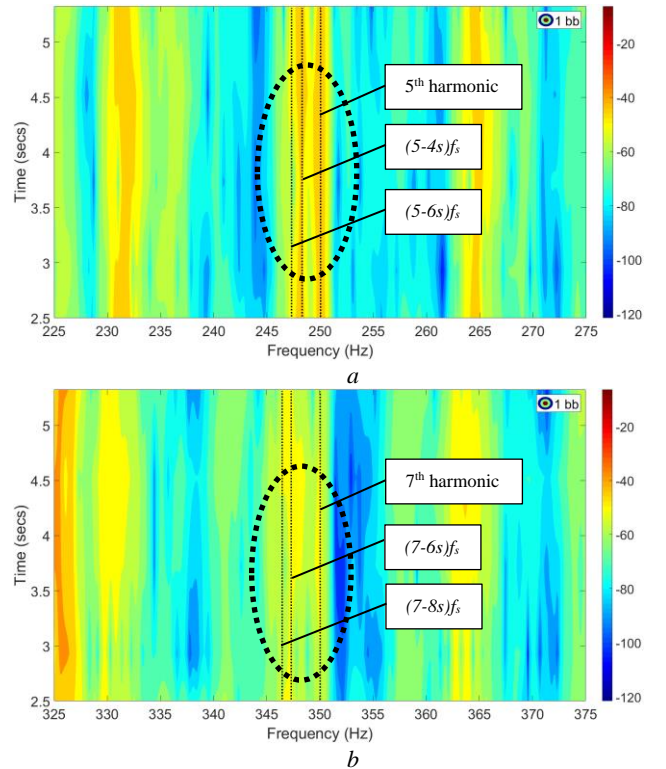 1 bb
5
4.5
4
3.5
3
2.5
Time (secs)
5th harmonic
(5-4s)fs
(5-6s)fs
-20
-40
-60
-80
-100
-120
225 230 235 240 245 250 255 260 265 270 275
Frequency (Hz)
a
1 bb
5
4.5
4
3.5
3
2.5
Time (secs)
7th harmonic
(7-6s)fs
(7-8s)fs
-20
-40
-60
-80
-100
-120
325 330 335 340 345 350 355 360 365 370 375
Frequency (Hz)
b